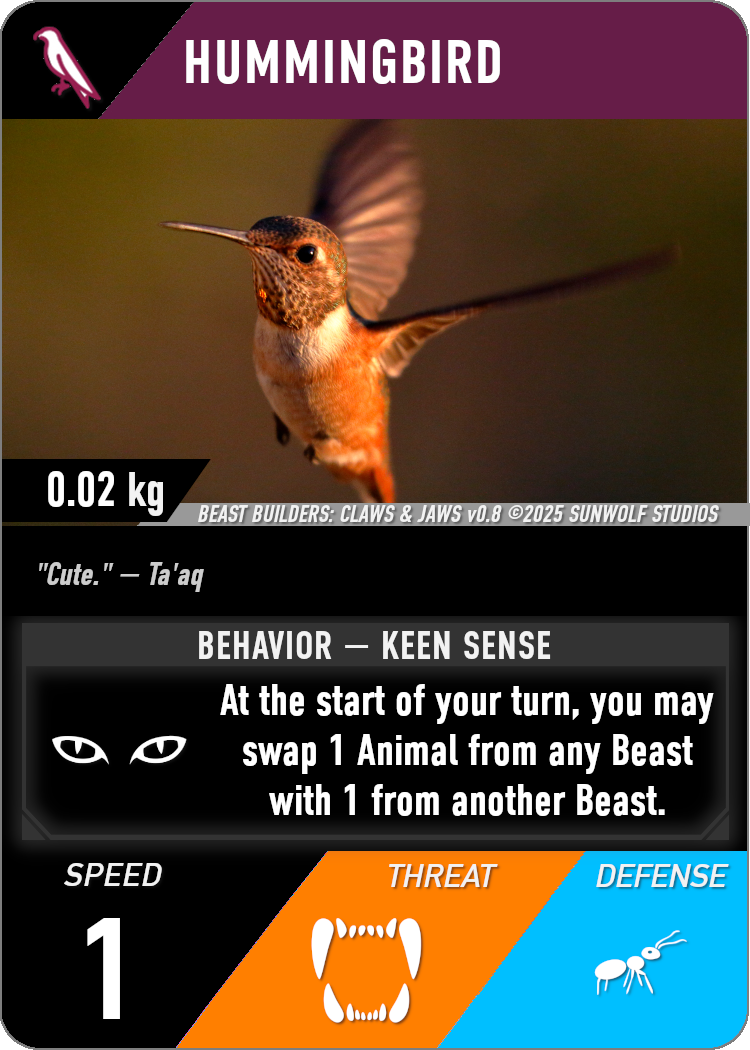 HUMMINGBIRD
0.02 kg
BEAST BUILDERS: CLAWS & JAWS v0.8 ©2025 SUNWOLF STUDIOS
"Cute." — Ta'aq
BEHAVIOR — KEEN SENSE
At the start of your turn, you may
swap 1 Animal from any Beast
with 1 from another Beast.
SPEED
THREAT
DEFENSE
1